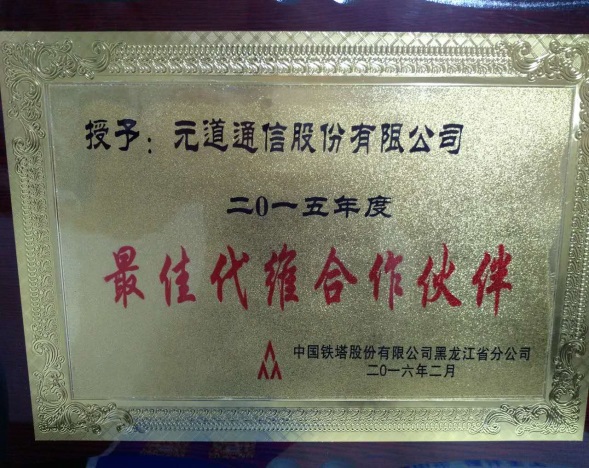 授予：元道通信股份有限公司
二0一五年度
最佳代维合作伙伴
中国铁塔股份有限公司黑龙江省分公司
二0一六年二月